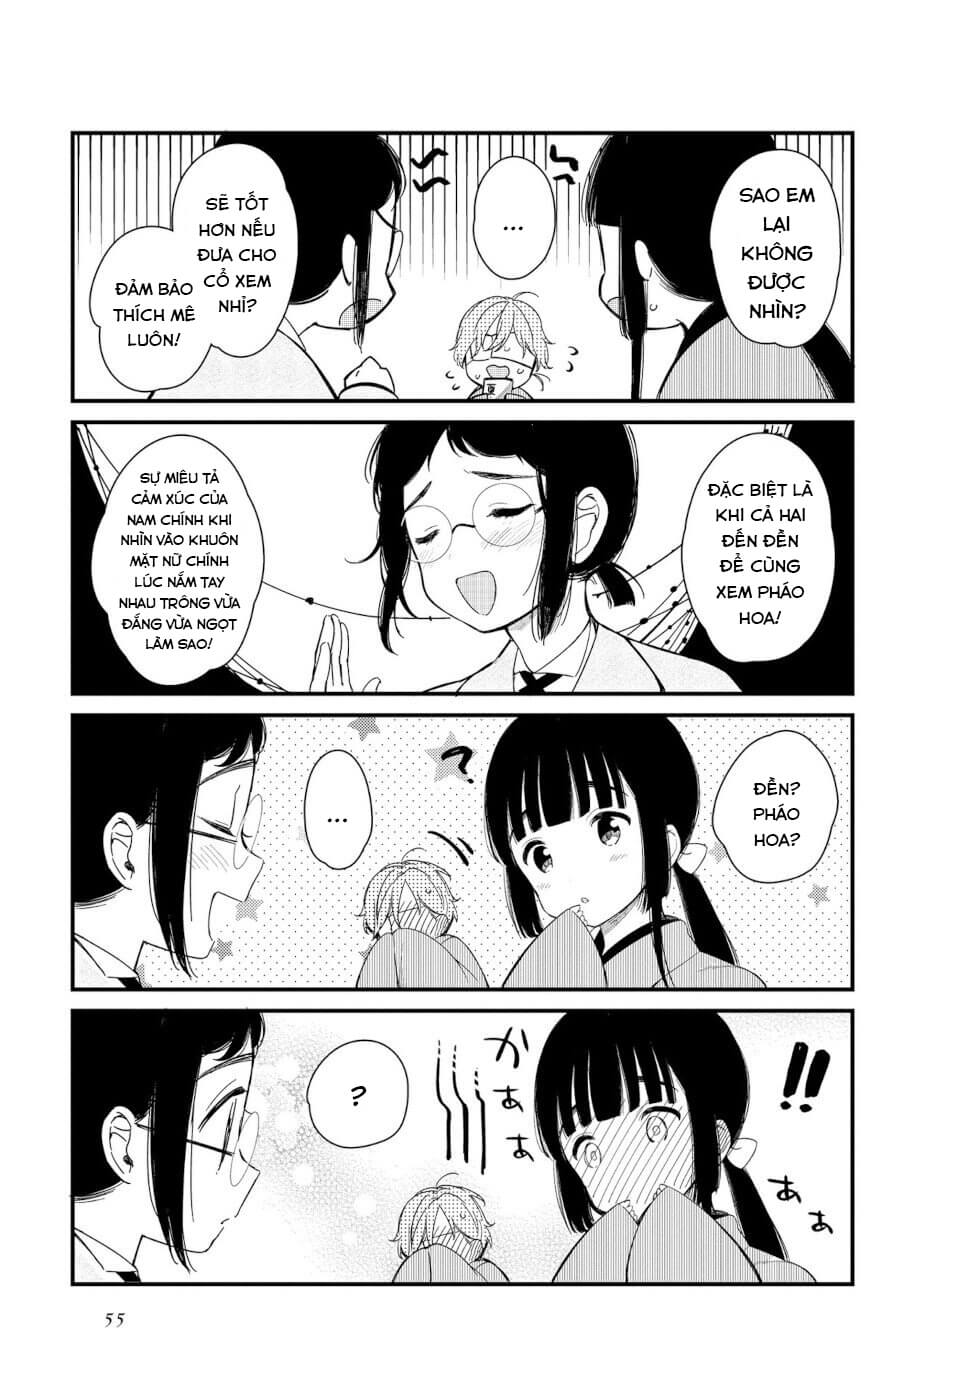 SAO EM
LẠI
KHÔNG
ĐƯỢC
NHÌN?
...
SẼ TỐT
HƠN NẾU
ĐƯA CHO
CỔ XEM
NHỈ?
ĐẢM BẢO
THÍCH MÊ
LUÔN!
ĐẶC BIỆT LÀ
KHI CẢ HAI
ĐẾN ĐỀN
ĐỂ CÙNG
XEM PHÁO
HOA!
SỰ MIÊU TẢ
CẢM XÚC CỦA
NAM CHÍNH KHI
NHÌN VÀO KHUÔN
MẶT NỮ CHÍNH
LÚC NẮM TAY
NHAU TRÔNG VỪA
ĐẮNG VỪA NGỌT
LÀM SAO!
ĐỀN?
PHÁO
HOA?
?
...
!!
かぁぁ
ぁぁ
?
55